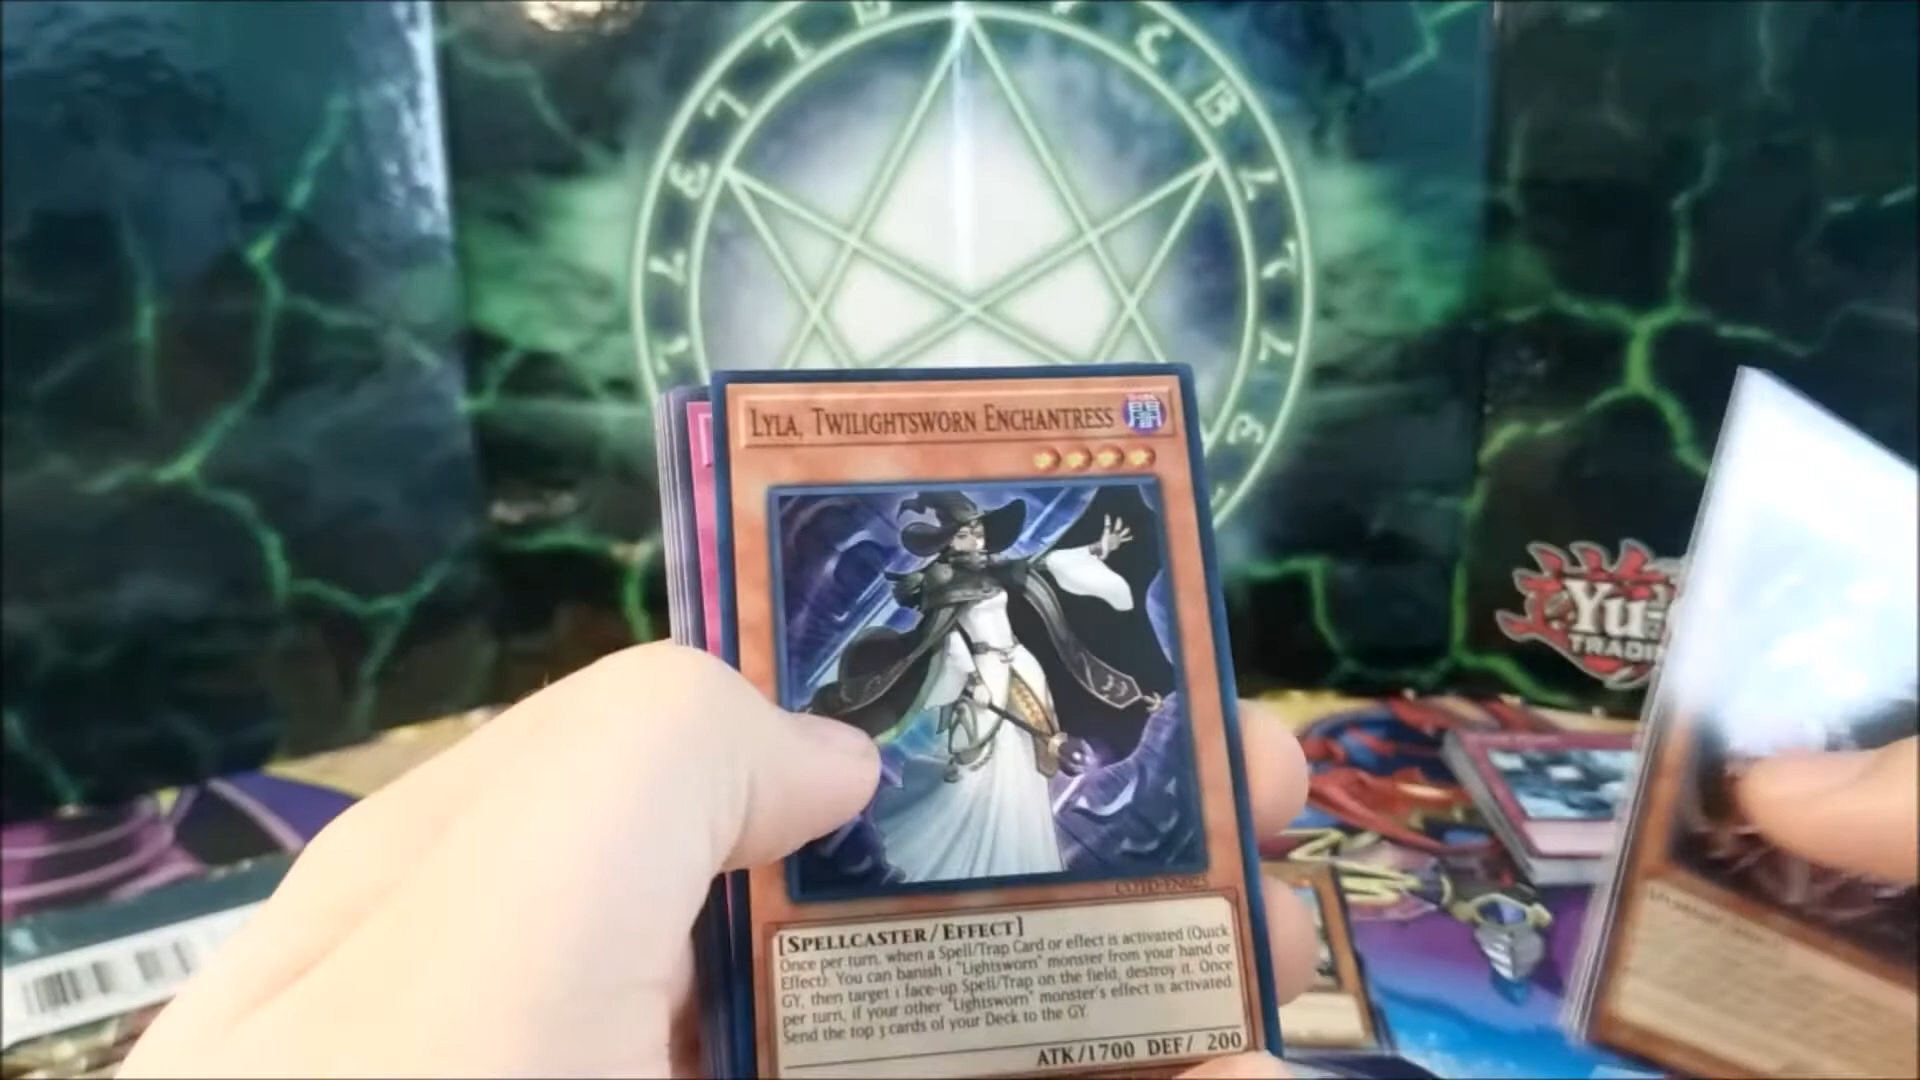 Lyla, Twilightsworn Enchantress
闇
[Spellcaster/Effect]
Once per turn, when a Spell/Trap Card or effect is activated (Quick
Effect): You can banish 1 "Lightsworn" monster from your hand or
GY, then target 1 face-up Spell/Trap on the field, destroy it. Once
per turn, if your other "Lightsworn" monster's effect is activated:
Send the top 3 cards of your Deck to the GY.
ATK/1700 DEF/ 200
Yu-
TRADIN